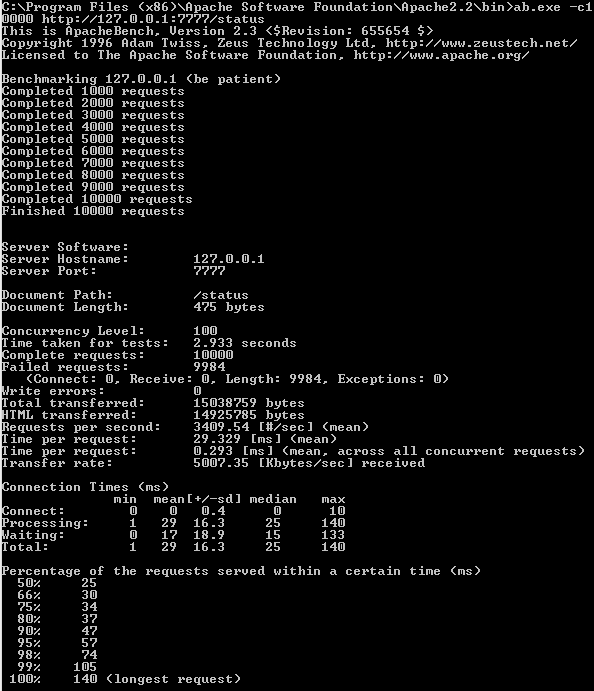 C:\Program Files (x86)\Apache Software Foundation\Apache2.2\bin>ab.exe -c1
0000 http://127.0.0.1:7777/status
This is ApacheBench, Version 2.3 <$Revision: 655654 $>
Copyright 1996 Adam Twiss, Zeus Technology Ltd, http://www.zeustech.net/
Licensed to The Apache Software Foundation, http://www.apache.org/

Benchmarking 127.0.0.1 (be patient)
Completed 1000 requests
Completed 2000 requests
Completed 3000 requests
Completed 4000 requests
Completed 5000 requests
Completed 6000 requests
Completed 7000 requests
Completed 8000 requests
Completed 9000 requests
Completed 10000 requests
Finished 10000 requests

Server Software:
Server Hostname:        127.0.0.1
Server Port:            7777

Document Path:          /status
Document Length:        475 bytes

Concurrency Level:      100
Time taken for tests:   2.933 seconds
Complete requests:      10000
Failed requests:        9984
   (Connect: 0, Receive: 0, Length: 9984, Exceptions: 0)
Write errors:           0
Total transferred:      15038759 bytes
HTML transferred:       14925785 bytes
Requests per second:    3409.54 [#/sec] (mean)
Time per request:       29.329 [ms] (mean)
Time per request:       0.293 [ms] (mean, across all concurrent requests)
Transfer rate:          5007.35 [Kbytes/sec] received

Connection Times (ms)
              min  mean[+/-sd] median   max
Connect:        0    0   0.4      0      10
Processing:     1   29  16.3     25     140
Waiting:        0   17  18.9     15     133
Total:          1   29  16.3     25     140

Percentage of the requests served within a certain time (ms)
  50%     25
  66%     30
  75%     34
  80%     37
  90%     47
  95%     57
  98%     74
  99%    105
 100%    140 (longest request)